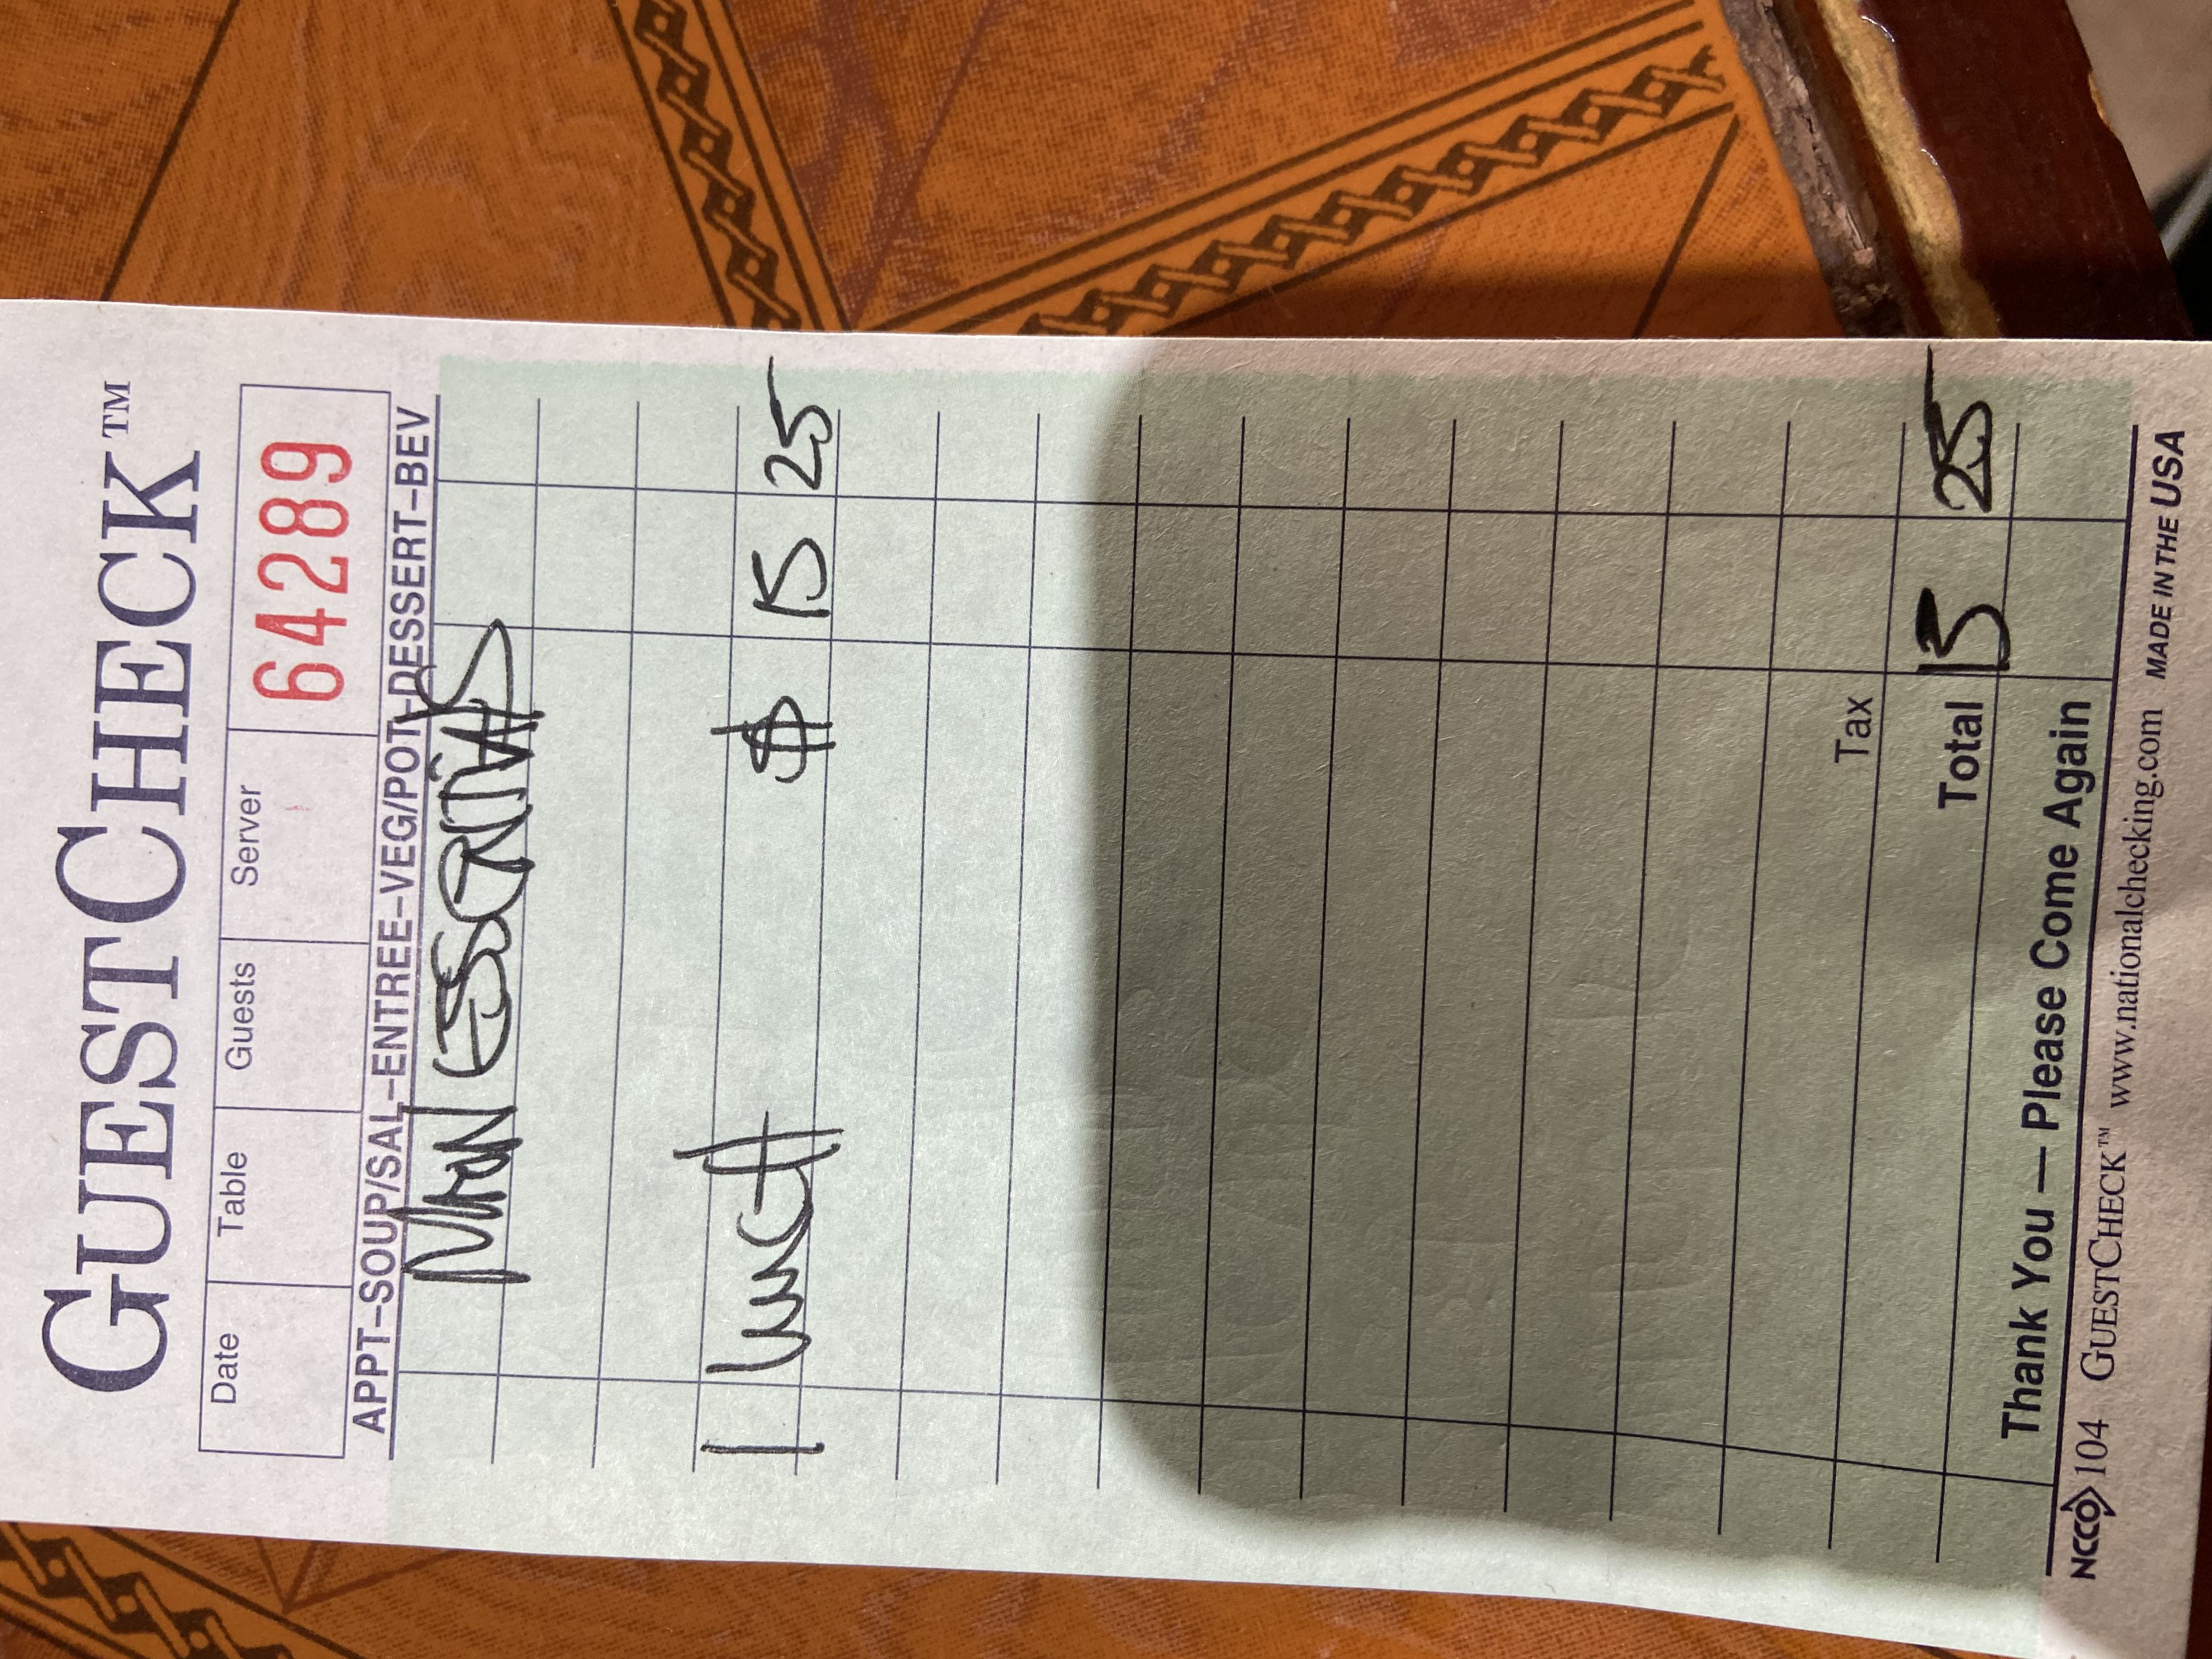 GUESTCHECK™
Date Table Guests Server 64289
APPT–SOUP/SAL–ENTREE–VEG/POT–DESSERT–BEV
ESSENTIALS
1 lunch $ 15 25
Tax
Total 15 25
Thank You — Please Come Again
NCCO 104 GUESTCHECK™ www.nationalchecking.com MADE IN THE USA